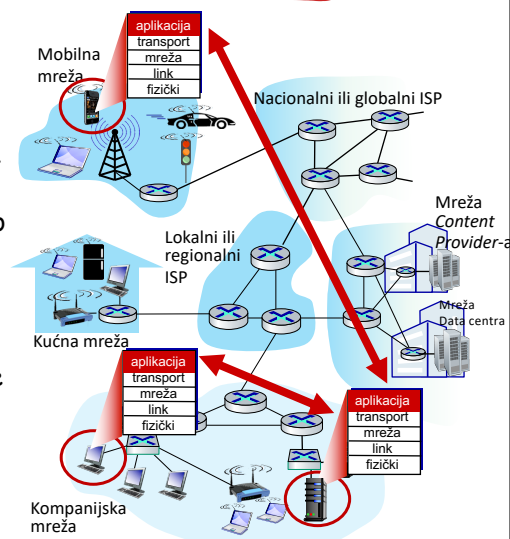 aplikacija
transport
mreža
link
fizički
Mobilna
mreža
Nacionalni ili globalni ISP
Mreža
Content
Provider-a
Lokalni ili
regionalni
ISP
Mreža
Data centra
Kućna mreža
aplikacija
transport
mreža
link
fizički
aplikacija
transport
mreža
link
fizički
Kompanijska
mreža